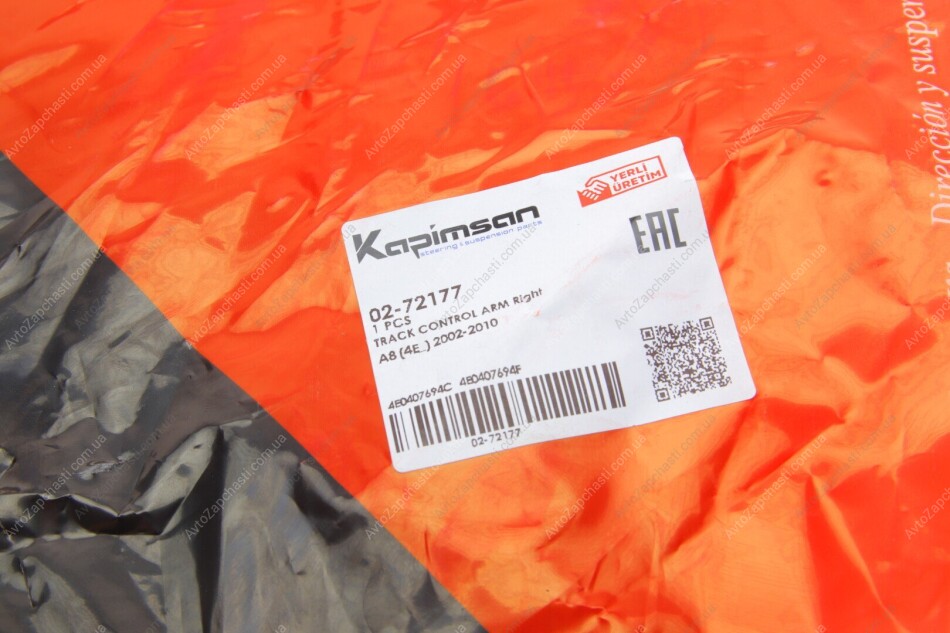 Kapimsan
steering & suspension parts
YERLİ
ÜRETİM
EAC
02-72177
1 PCS
TRACK CONTROL ARM Right
A8 (4E_) 2002-2010
4E0407694C 4E0407694F
02-72177
Dirección y suspen
AvtoZapchasti.com.ua